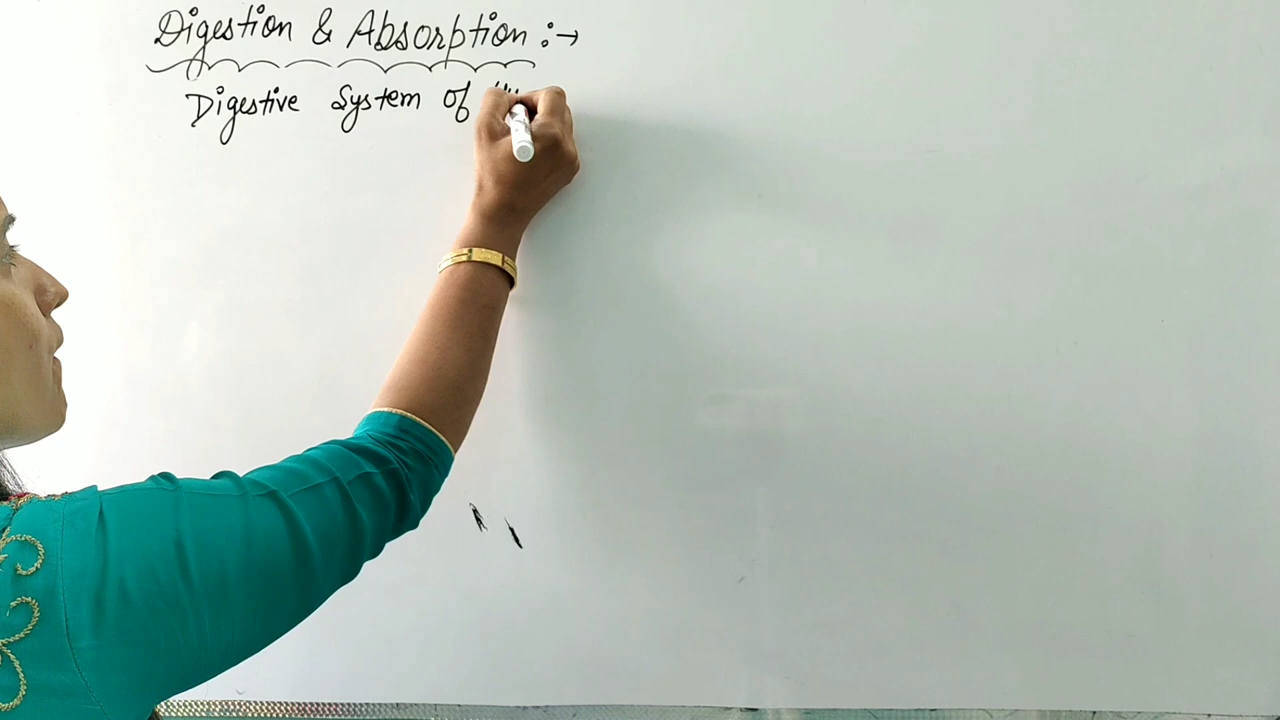 Digestion & Absorption :→
Digestive System of